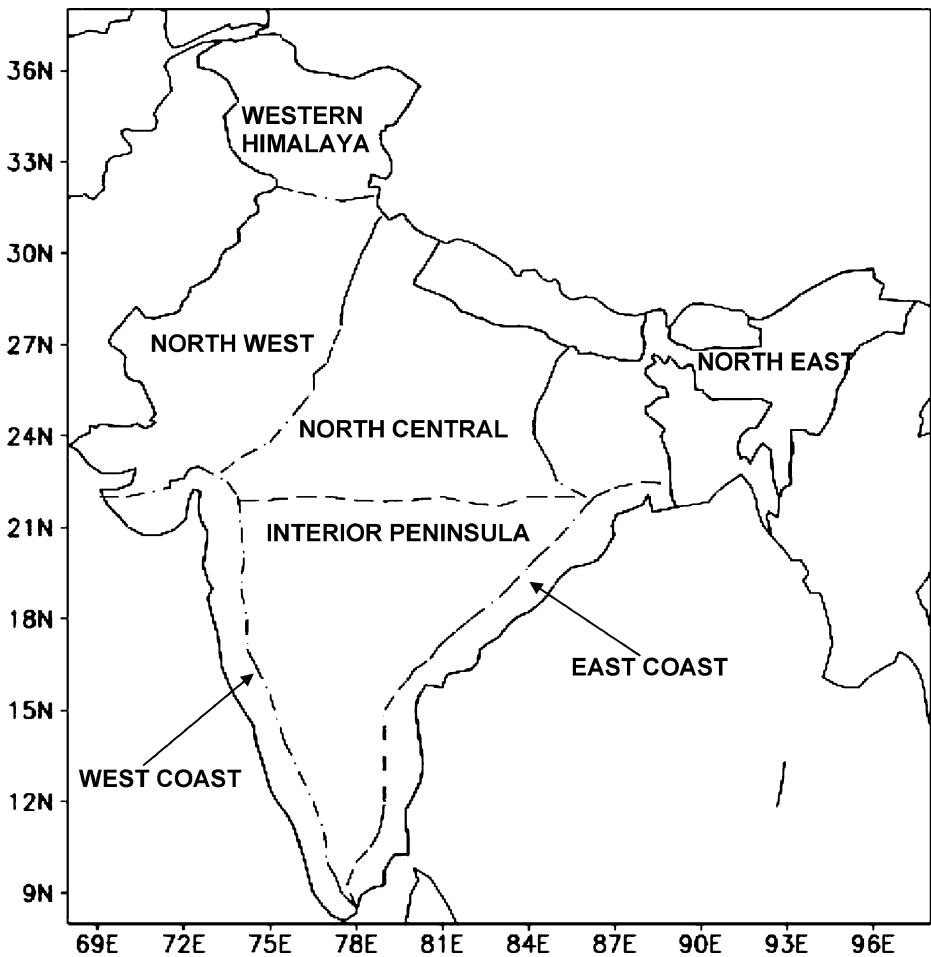 36N
WESTERN
HIMALAYA
33N
30N
27N
NORTH WEST
NORTH EAST
NORTH CENTRAL
24N
21N
INTERIOR PENINSULA
18N
EAST COAST
15N
WEST COAST
12N
9N
69E 72E 75E 78E 81E 84E 87E 90E 93E 96E